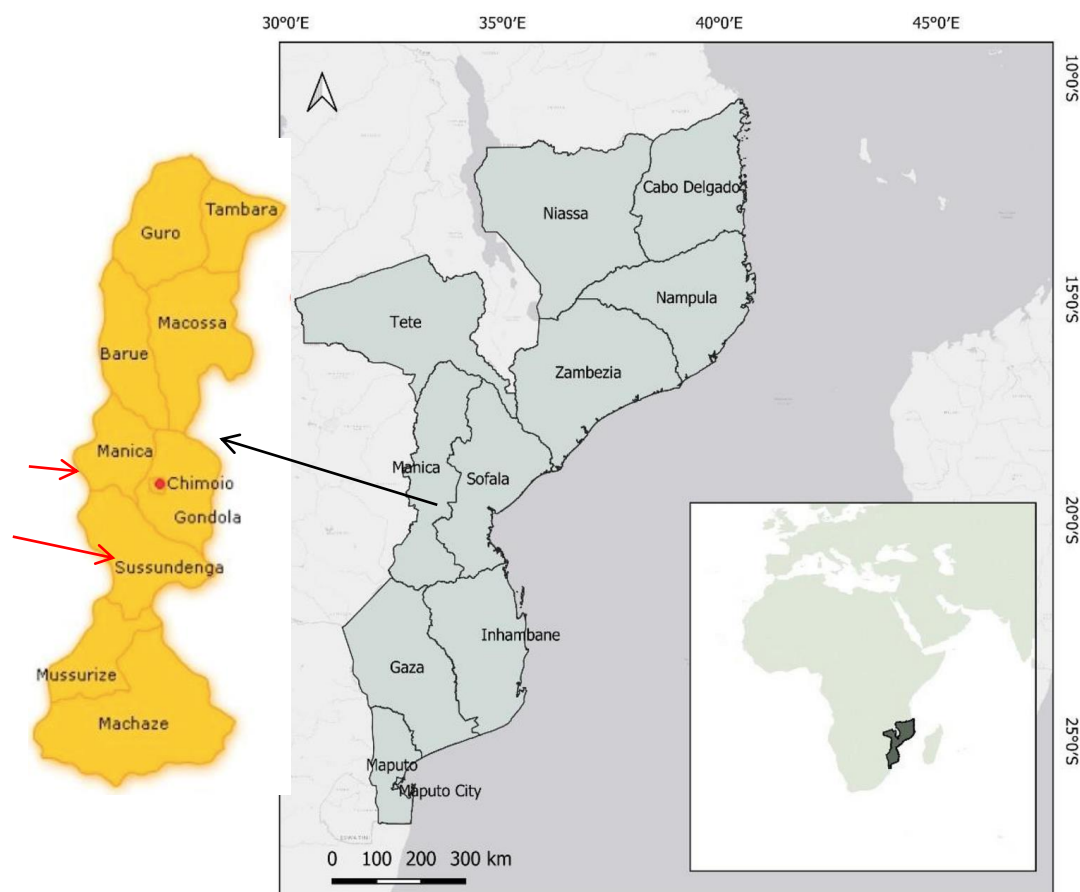 30°0'E
35°0'E
40°0'E
45°0'E
10°0'S
15°0'S
20°0'S
25°0'S
Tambara
Guro
Macossa
Barue
Manica
Chimoio
Gondola
Sussundenga
Mussurize
Machaze
Cabo Delgado
Niassa
Nampula
Tete
Zambezia
Manica
Sofala
Inhambane
Gaza
Maputo
Maputo City
0 100 200 300 km